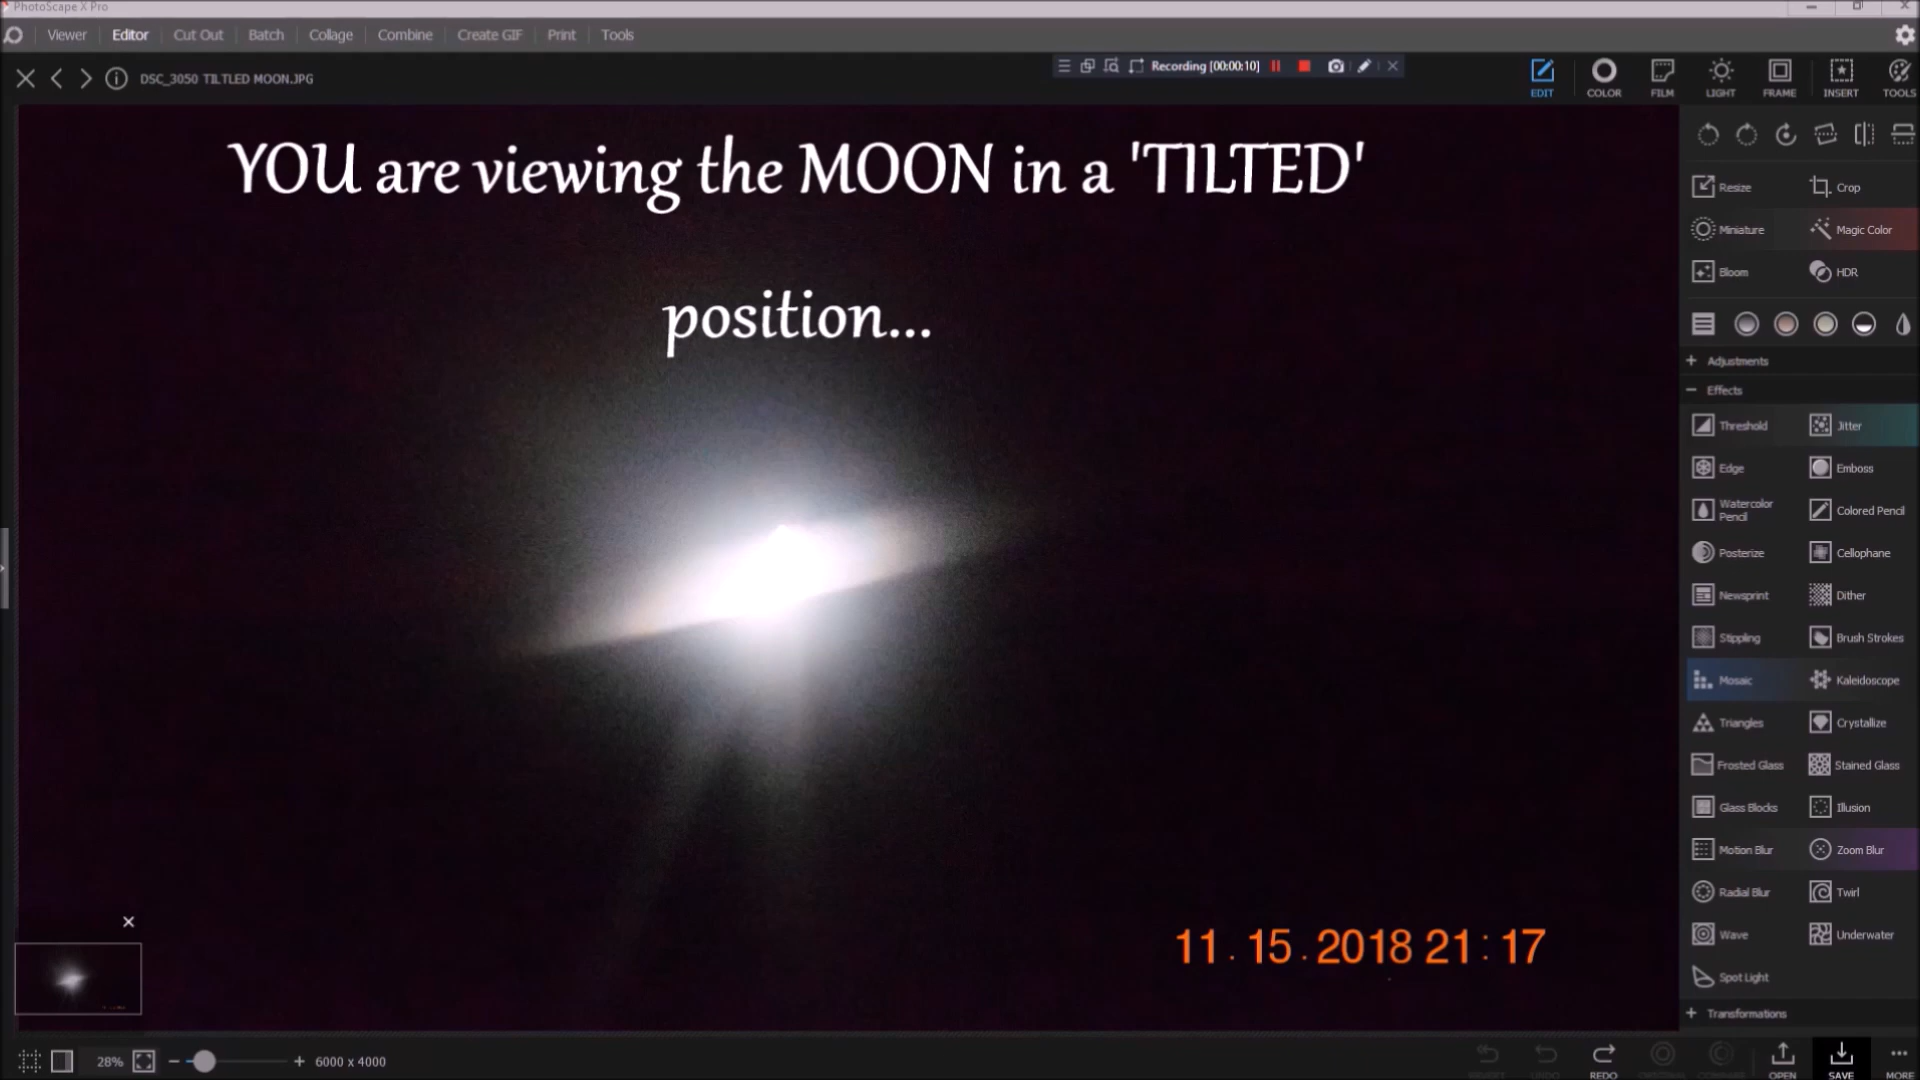 PhotoScape X Pro
Viewer Editor Cut Out Batch Collage Combine Create GIF Print Tools
DSC_3050 TILTLED MOON.JPG
Recording [00:00:10]
EDIT COLOR FILM LIGHT FRAME INSERT TOOLS
YOU are viewing the MOON in a 'TILTED'
position...
Resize Crop
Miniature Magic Color
Bloom HDR
+ Adjustments
− Effects
Threshold Jitter
Edge Emboss
Watercolor Pencil Colored Pencil
Posterize Cellophane
Newsprint Dither
Stippling Brush Strokes
Mosaic Kaleidoscope
Triangles Crystallize
Frosted Glass Stained Glass
Glass Blocks Illusion
Motion Blur Zoom Blur
Radial Blur Twirl
Wave Underwater
Spot Light
+ Transformations
11.15.2018 21:17
28% − + 6000 x 4000
UNDO REDO ORIGINAL COMPARE OPEN SAVE MORE